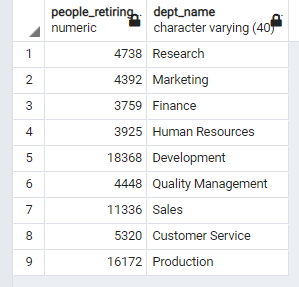 people_retiring dept_name
numeric character varying (40)
1 4738 Research
2 4392 Marketing
3 3759 Finance
4 3925 Human Resources
5 18368 Development
6 4448 Quality Management
7 11336 Sales
8 5320 Customer Service
9 16172 Production